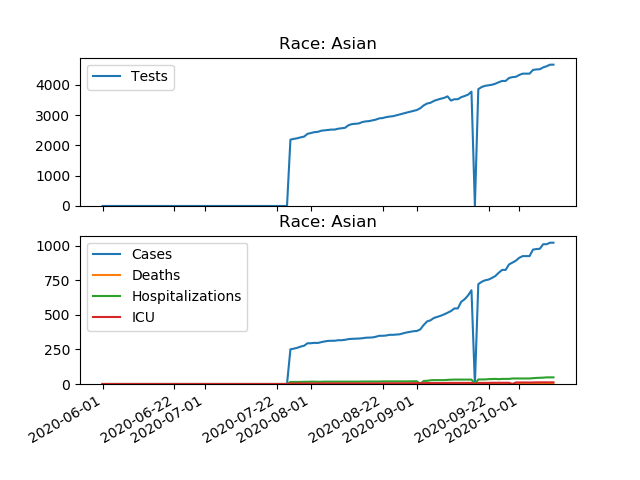 Race: Asian
4000
3000
2000
1000
0
Tests
Race: Asian
1000
750
500
250
0
Cases
Deaths
Hospitalizations
ICU
2020-06-01
2020-06-22
2020-07-01
2020-07-22
2020-08-01
2020-08-22
2020-09-01
2020-09-22
2020-10-01